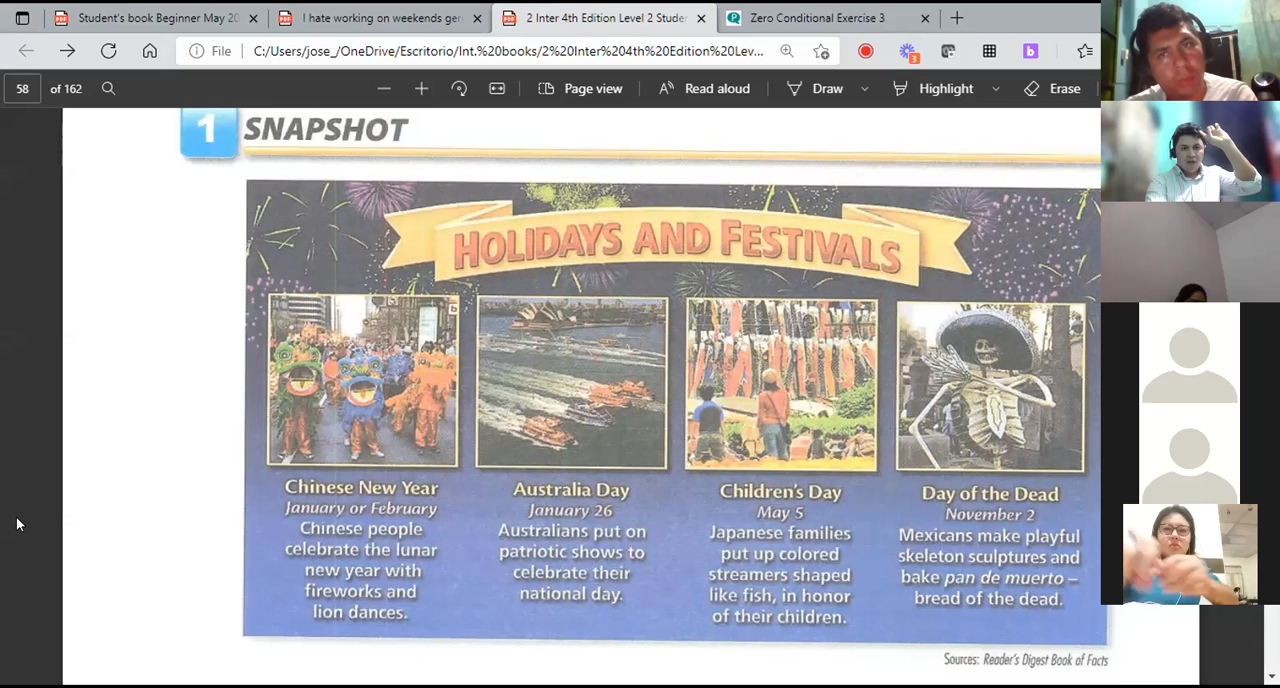 Student's book Beginner May 20
I hate working on weekends ger
2 Inter 4th Edition Level 2 Studer
Zero Conditional Exercise 3
File
C:/Users/jose_/OneDrive/Escritorio/Int.%20books/2%20Inter%204th%20Edition%20Lev...
3
b
58
of 162
Page view
Read aloud
Draw
Highlight
Erase
1 SNAPSHOT
HOLIDAYS AND FESTIVALS
Chinese New Year
January or February
Chinese people
celebrate the lunar
new year with
fireworks and
lion dances.
Australia Day
January 26
Australians put on
patriotic shows to
celebrate their
national day.
Children's Day
May 5
Japanese families
put up colored
streamers shaped
like fish, in honor
of their children.
Day of the Dead
November 2
Mexicans make playful
skeleton sculptures and
bake pan de muerto –
bread of the dead.
Sources: Reader's Digest Book of Facts